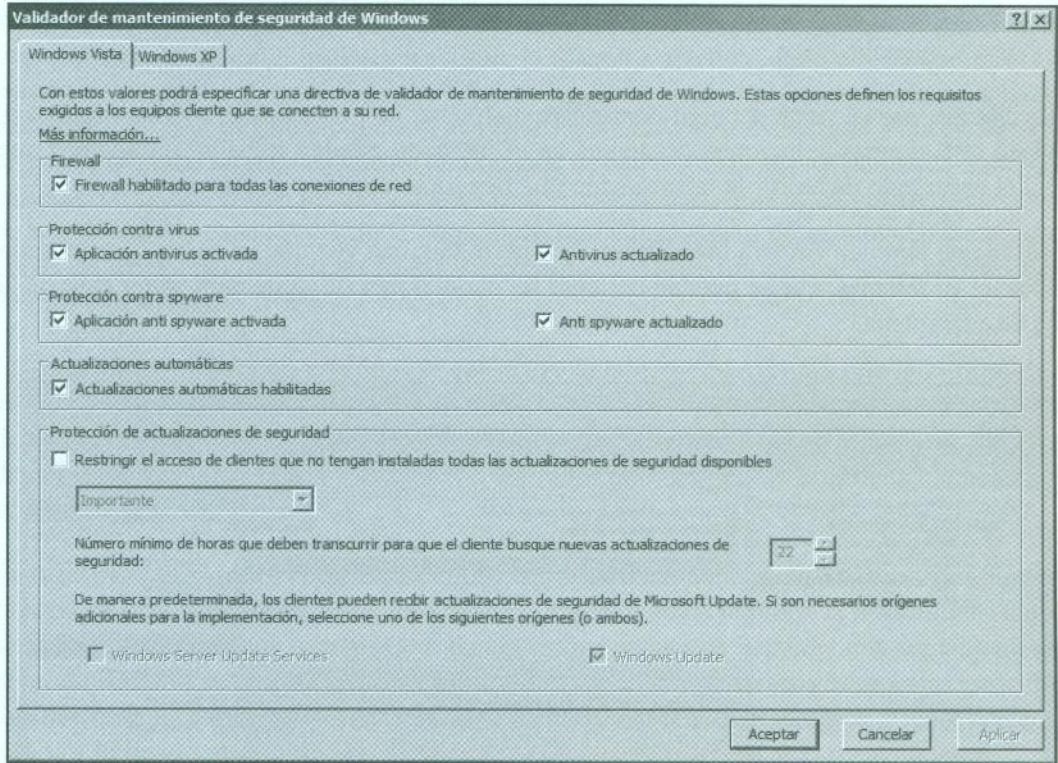 Validador de mantenimiento de seguridad de Windows
Windows Vista
Windows XP
Con estos valores podrá especificar una directiva de validador de mantenimiento de seguridad de Windows. Estas opciones definen los requisitos
exigidos a los equipos cliente que se conecten a su red.
Más información...
Firewall
Firewall habilitado para todas las conexiones de red
Protección contra virus
Aplicación antivirus activada
Antivirus actualizado
Protección contra spyware
Aplicación anti spyware activada
Anti spyware actualizado
Actualizaciones automáticas
Actualizaciones automáticas habilitadas
Protección de actualizaciones de seguridad
Restringir el acceso de clientes que no tengan instaladas todas las actualizaciones de seguridad disponibles
Importante
Número mínimo de horas que deben transcurrir para que el cliente busque nuevas actualizaciones de
seguridad:
22
De manera predeterminada, los clientes pueden recibir actualizaciones de seguridad de Microsoft Update. Si son necesarios orígenes
adicionales para la implementación, seleccione uno de los siguientes orígenes (o ambos).
Windows Server Update Services
Windows Update
Aceptar
Cancelar
Aplicar